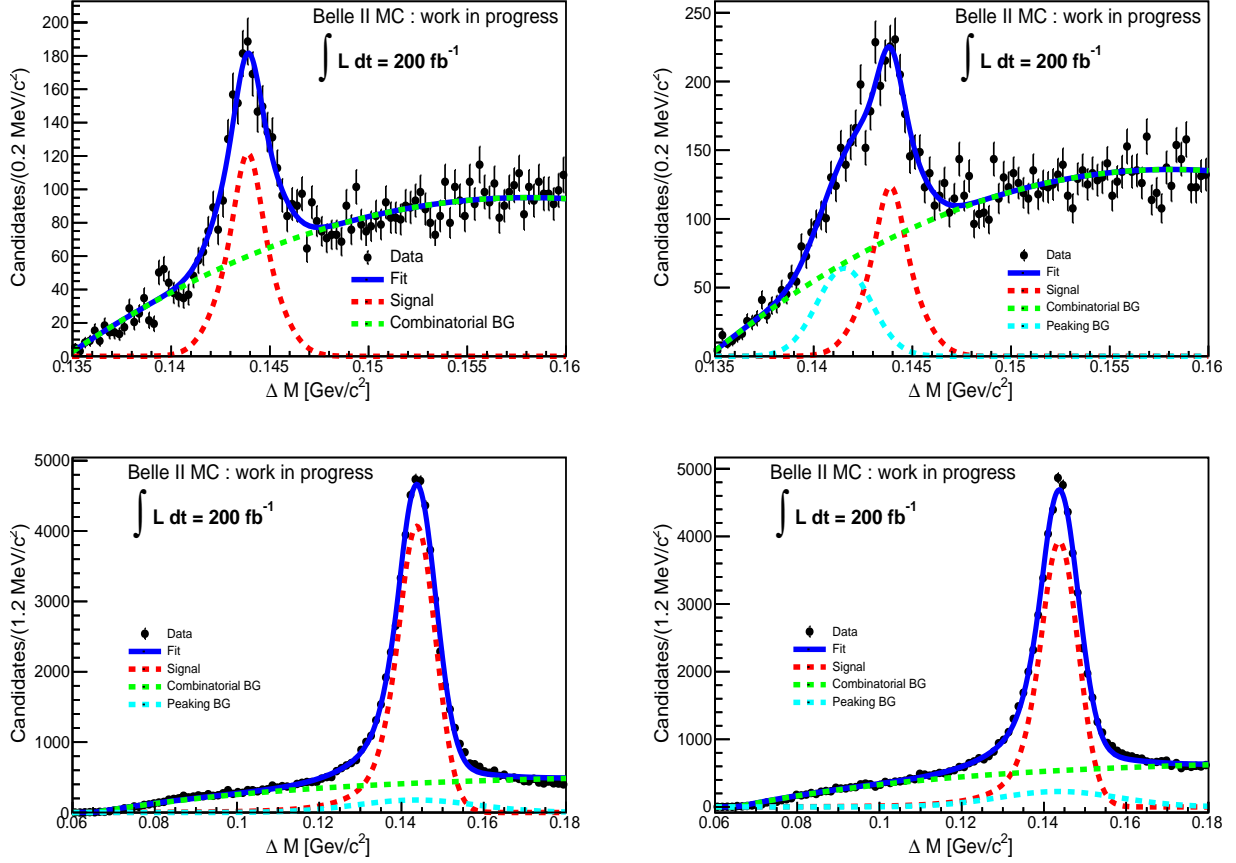 Belle II MC : work in progress
∫ L dt = 200 fb⁻¹
Candidates/(0.2 MeV/c²)
200
180
160
140
120
100
80
60
40
20
0
Data
Fit
Signal
Combinatorial BG
0.135 0.14 0.145 0.15 0.155 0.16
Δ M [Gev/c²]
Belle II MC : work in progress
∫ L dt = 200 fb⁻¹
Candidates/(0.2 MeV/c²)
250
200
150
100
50
0
Data
Fit
Signal
Combinatorial BG
Peaking BG
0.135 0.14 0.145 0.15 0.155 0.16
Δ M [Gev/c²]
Belle II MC : work in progress
∫ L dt = 200 fb⁻¹
Candidates/(1.2 MeV/c²)
5000
4000
3000
2000
1000
0
Data
Fit
Signal
Combinatorial BG
Peaking BG
0.06 0.08 0.1 0.12 0.14 0.16 0.18
Δ M [Gev/c²]
Belle II MC : work in progress
∫ L dt = 200 fb⁻¹
Candidates/(1.2 MeV/c²)
5000
4000
3000
2000
1000
0
Data
Fit
Signal
Combinatorial BG
Peaking BG
0.06 0.08 0.1 0.12 0.14 0.16 0.18
Δ M [Gev/c²]